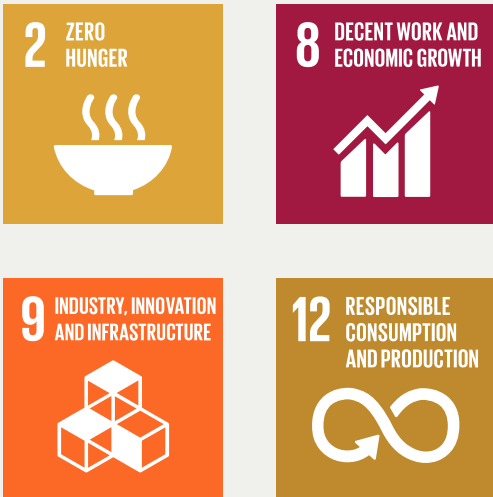 2 ZERO
HUNGER
8 DECENT WORK AND
ECONOMIC GROWTH
9 INDUSTRY, INNOVATION
AND INFRASTRUCTURE
12 RESPONSIBLE
CONSUMPTION
AND PRODUCTION